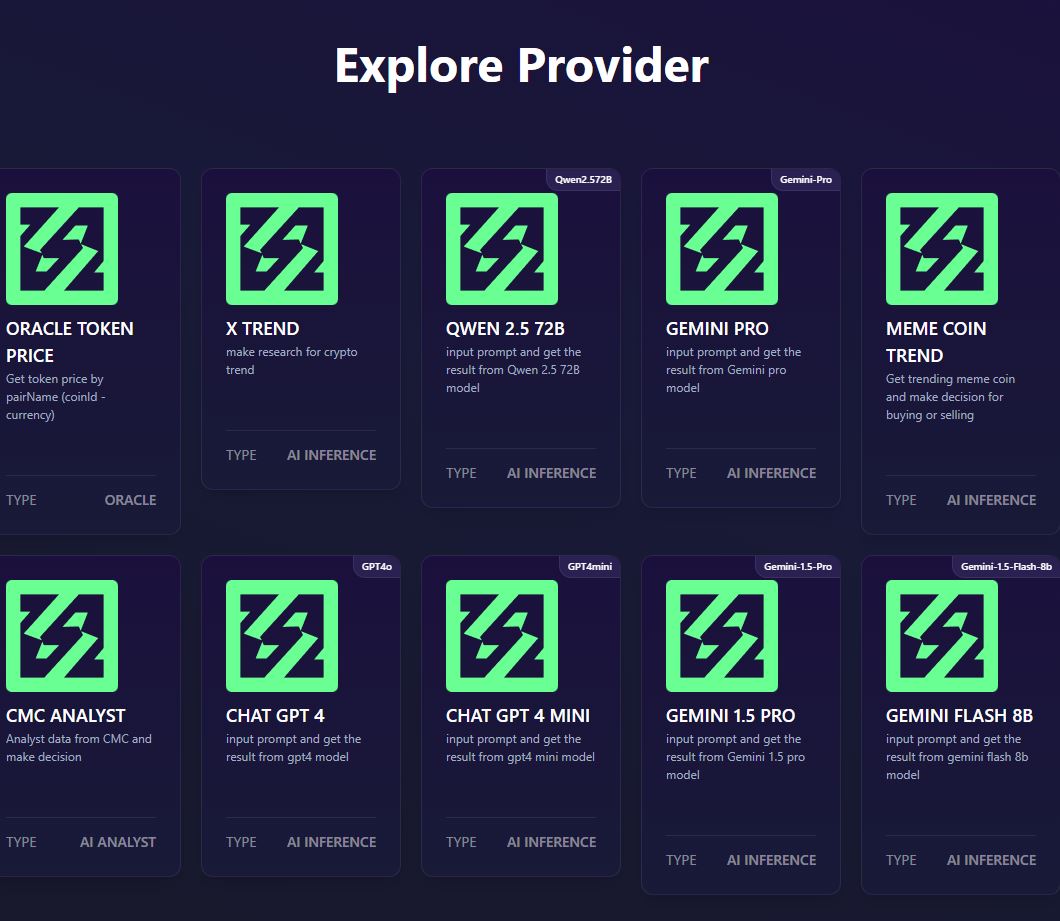 Explore Provider
ORACLE TOKEN
PRICE
Get token price by
pairName (coinId -
currency)
TYPE ORACLE
X TREND
make research for crypto
trend
TYPE AI INFERENCE
Qwen2.572B
QWEN 2.5 72B
input prompt and get the
result from Qwen 2.5 72B
model
TYPE AI INFERENCE
Gemini-Pro
GEMINI PRO
input prompt and get the
result from Gemini pro
model
TYPE AI INFERENCE
MEME COIN
TREND
Get trending meme coin
and make decision for
buying or selling
TYPE AI INFERENCE
CMC ANALYST
Analyst data from CMC and
make decision
TYPE AI ANALYST
GPT4o
CHAT GPT 4
input prompt and get the
result from gpt4 model
TYPE AI INFERENCE
GPT4mini
CHAT GPT 4 MINI
input prompt and get the
result from gpt4 mini model
TYPE AI INFERENCE
Gemini-1.5-Pro
GEMINI 1.5 PRO
input prompt and get the
result from Gemini 1.5 pro
model
TYPE AI INFERENCE
Gemini-1.5-Flash-8b
GEMINI FLASH 8B
input prompt and get the
result from gemini flash 8b
model
TYPE AI INFERENCE